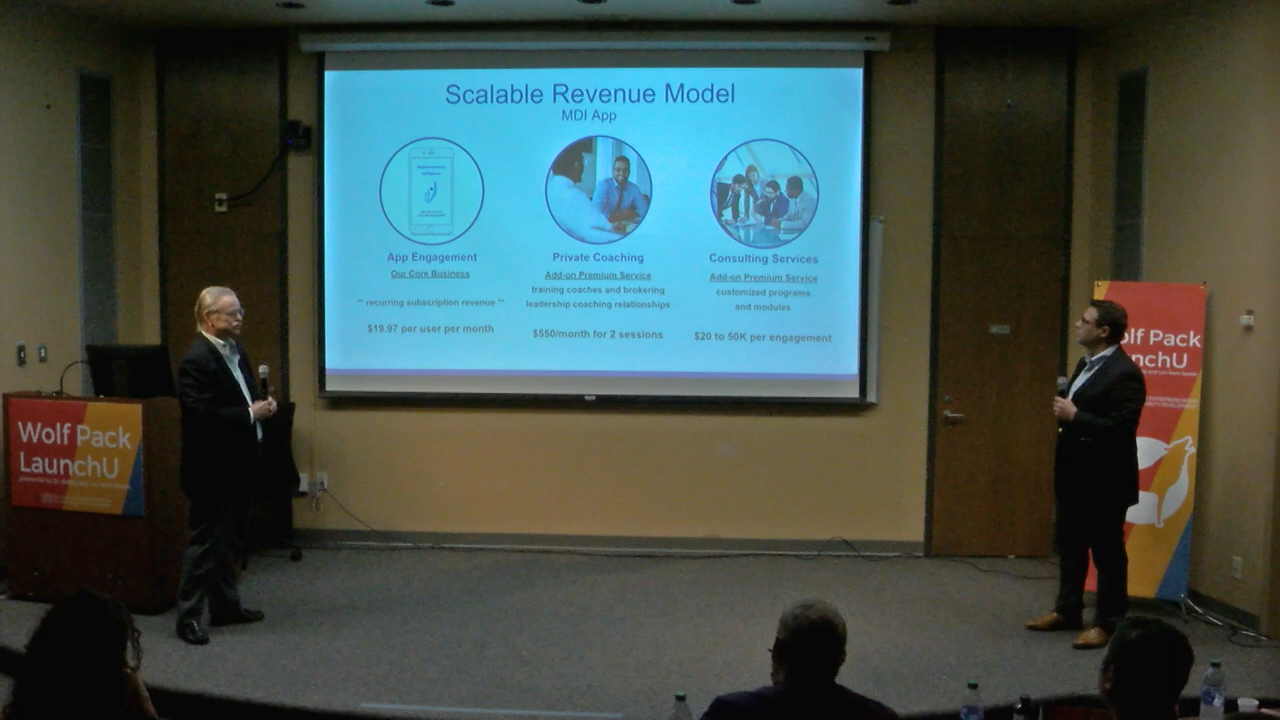 Scalable Revenue Model
MDI App
App Engagement
Our Core Business
** recurring subscription revenue **
$19.97 per user per month
Private Coaching
Add-on Premium Service
training coaches and brokering
leadership coaching relationships
$550/month for 2 sessions
Consulting Services
Add-on Premium Service
customized programs
and modules
$20 to 50K per engagement
Wolf Pack
LaunchU
olf Pack
nchU